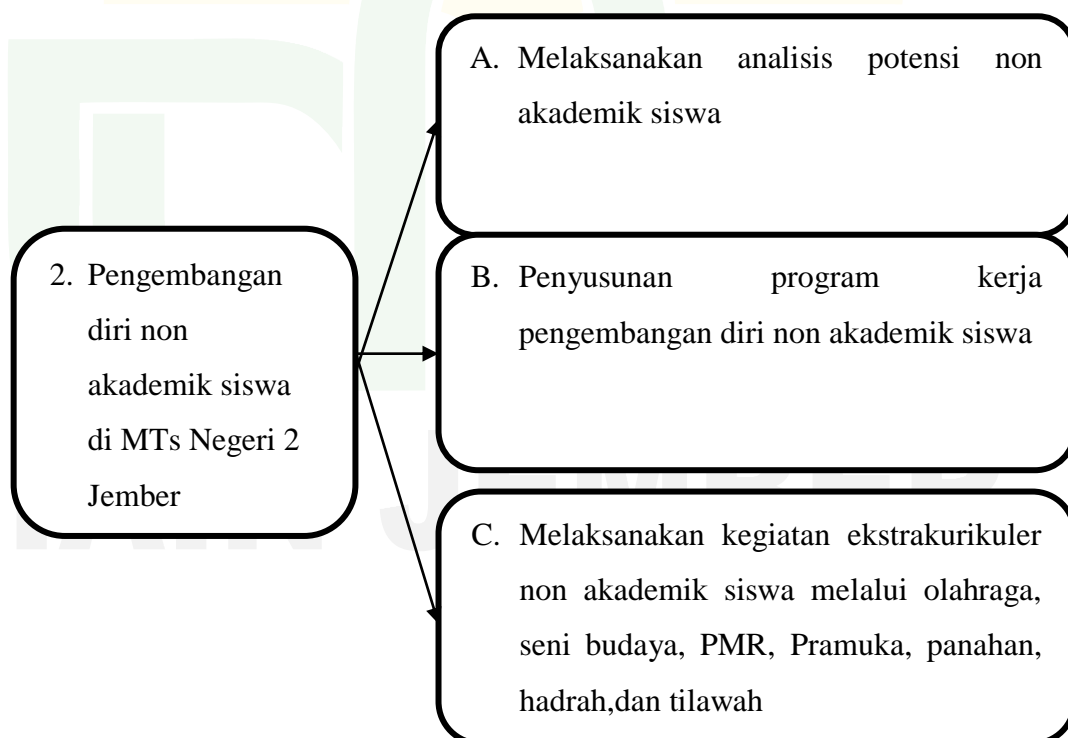 A. Melaksanakan analisis potensi non
akademik siswa
2. Pengembangan
diri non
akademik siswa
di MTs Negeri 2
Jember
B. Penyusunan program kerja
pengembangan diri non akademik siswa
C. Melaksanakan kegiatan ekstrakurikuler
non akademik siswa melalui olahraga,
seni budaya, PMR, Pramuka, panahan,
hadrah,dan tilawah
IAIN JEMBER